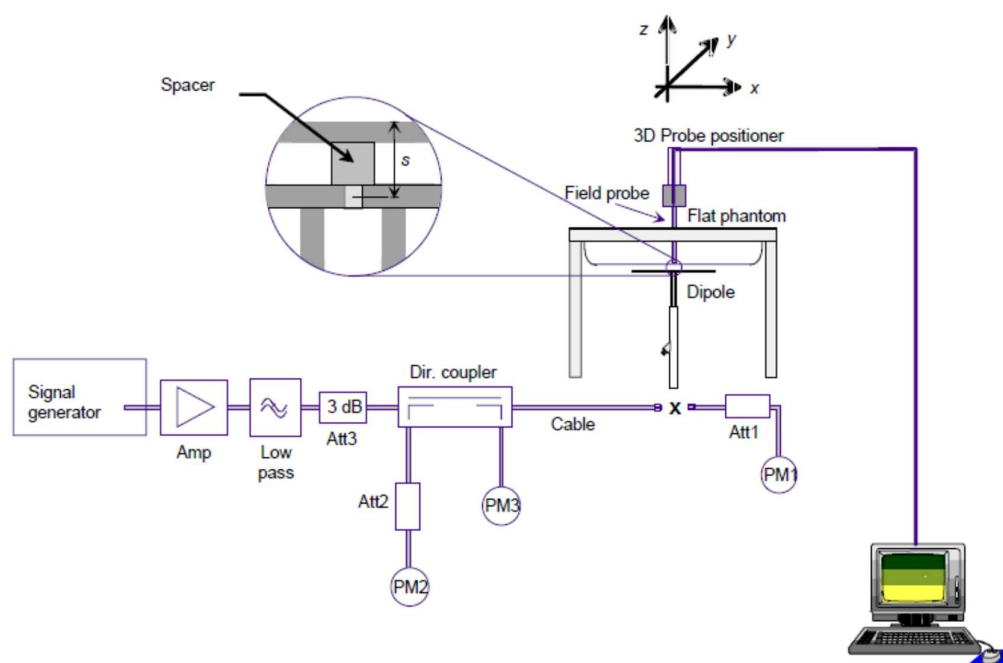 z
y
x
Spacer
s
3D Probe positioner
Field probe
Flat phantom
Dipole
Signal
generator
Amp
Low
pass
3 dB
Att3
Dir. coupler
Cable
X
Att1
PM1
Att2
PM3
PM2